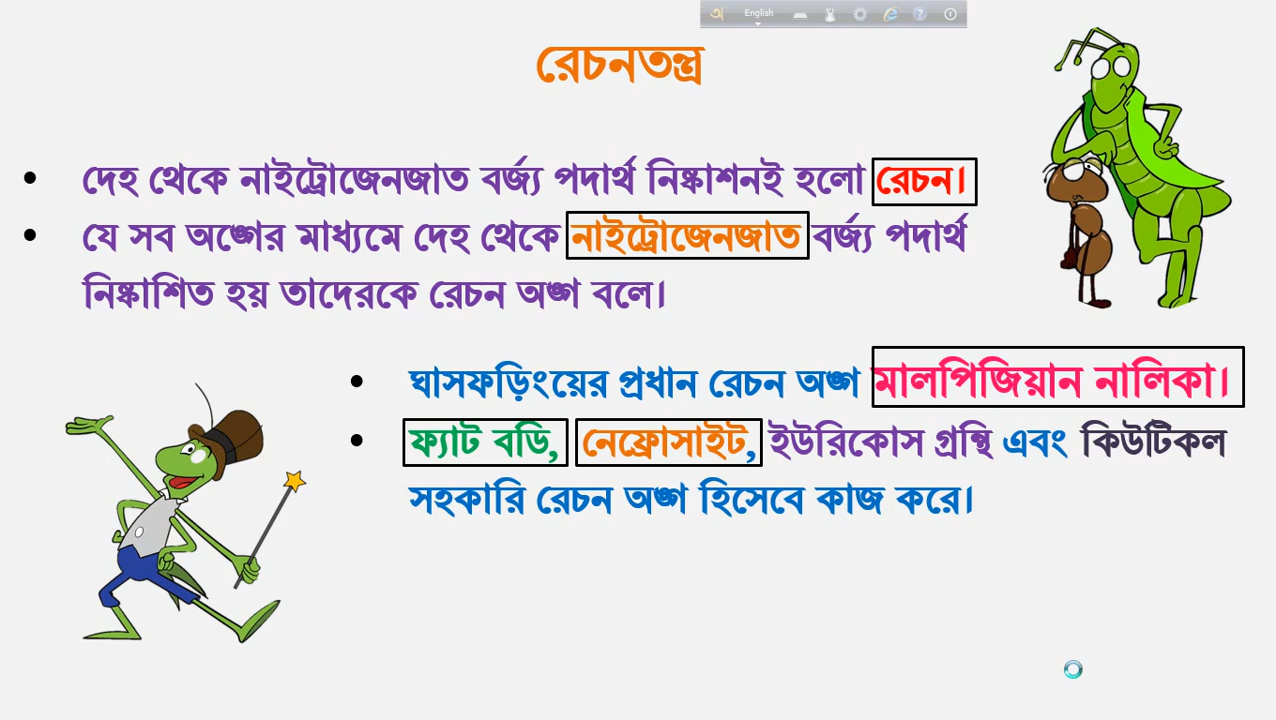 অ English
রেচনতন্ত্র
• দেহ থেকে নাইট্রোজেনজাত বর্জ্য পদার্থ নিষ্কাশনই হলো রেচন।
• যে সব অঙ্গের মাধ্যমে দেহ থেকে নাইট্রোজেনজাত বর্জ্য পদার্থ
নিষ্কাশিত হয় তাদেরকে রেচন অঙ্গ বলে।
• ঘাসফড়িংয়ের প্রধান রেচন অঙ্গ মালপিজিয়ান নালিকা।
• ফ্যাট বডি, নেফ্রোসাইট, ইউরিকোস গ্রন্থি এবং কিউটিকল
সহকারি রেচন অঙ্গ হিসেবে কাজ করে।